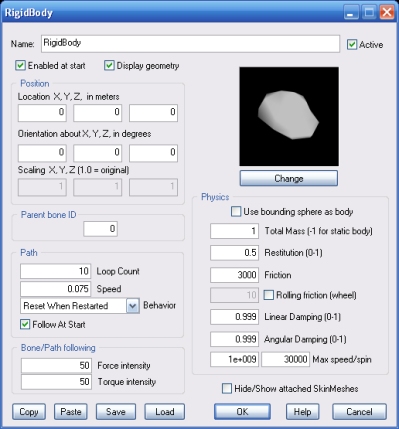 RigidBody
Name: RigidBody
Active
Enabled at start Display geometry
Position
Location X, Y, Z, in meters
0 0 0
Orientation about X, Y, Z, in degrees
0 0 0
Scaling X, Y, Z (1.0 = original)
1 1 1
Parent bone ID
0
Path
10 Loop Count
0.075 Speed
Reset When Restarted Behavior
Follow At Start
Bone/Path following
50 Force intensity
50 Torque intensity
Change
Physics
Use bounding sphere as body
1 Total Mass (-1 for static body)
0.5 Restitution (0-1)
3000 Friction
10 Rolling friction (wheel)
0.999 Linear Damping (0-1)
0.999 Angular Damping (0-1)
1e+009 30000 Max speed/spin
Hide/Show attached SkinMeshes
Copy Paste Save Load OK Help Cancel